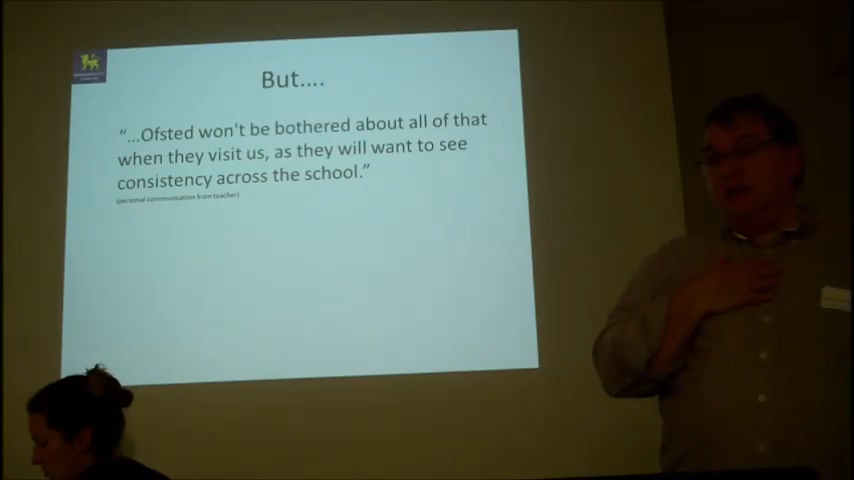 But....
“...Ofsted won't be bothered about all of that
when they visit us, as they will want to see
consistency across the school.”
(personal communication from teacher)